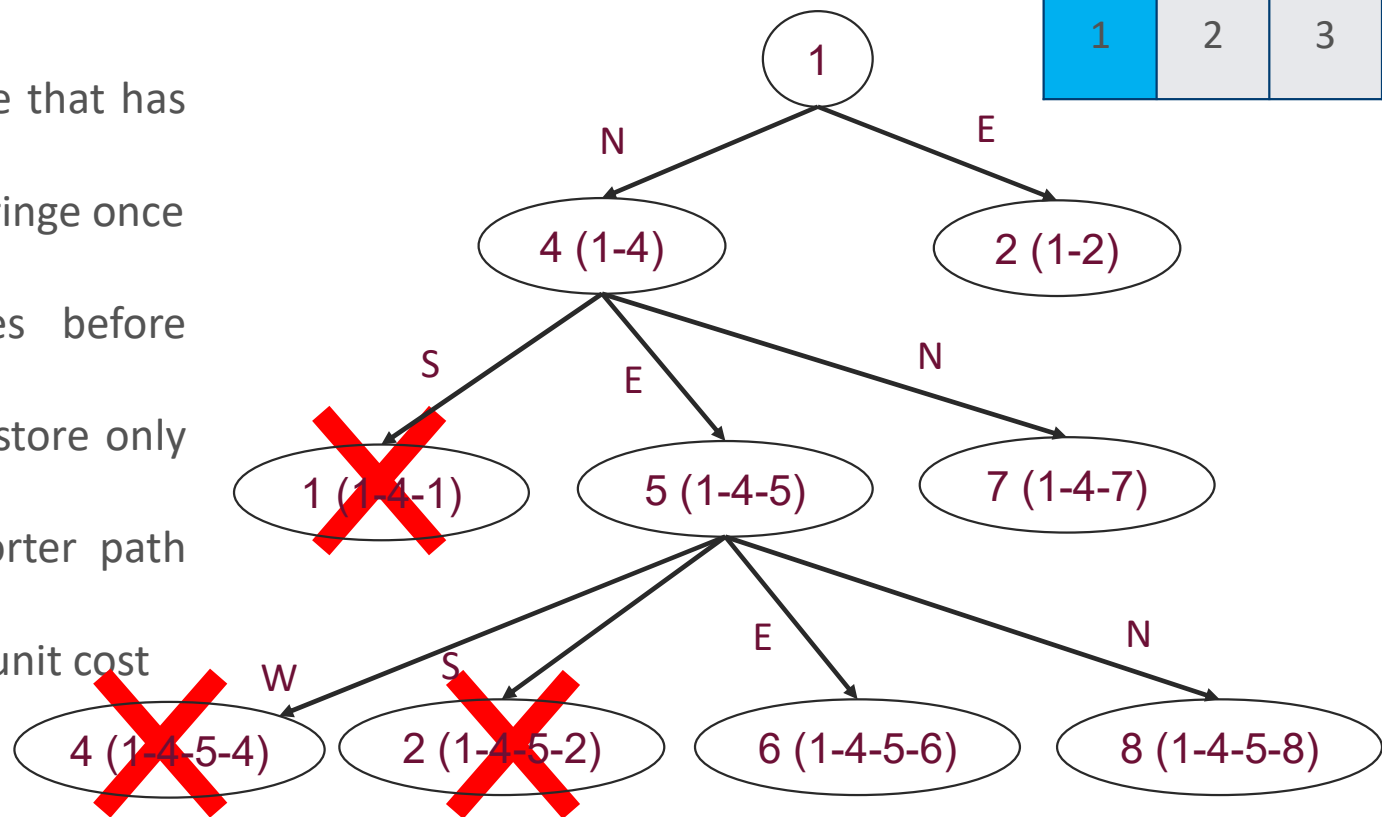 1 2 3
1
e that has
N
E
ringe once
4 (1-4)
2 (1-2)
es before
S
E
N
store only
1 (1-4-1)
5 (1-4-5)
7 (1-4-7)
orter path
unit cost
W
S
E
N
4 (1-4-5-4)
2 (1-4-5-2)
6 (1-4-5-6)
8 (1-4-5-8)